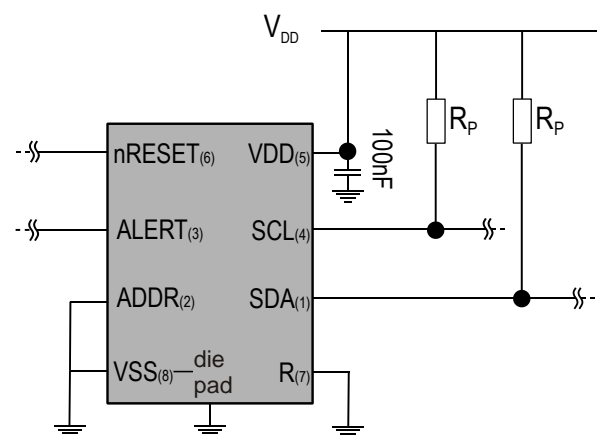 VDD
nRESET(6)
VDD(5)
100nF
RP
RP
ALERT(3)
SCL(4)
ADDR(2)
SDA(1)
VSS(8)
die
pad
R(7)